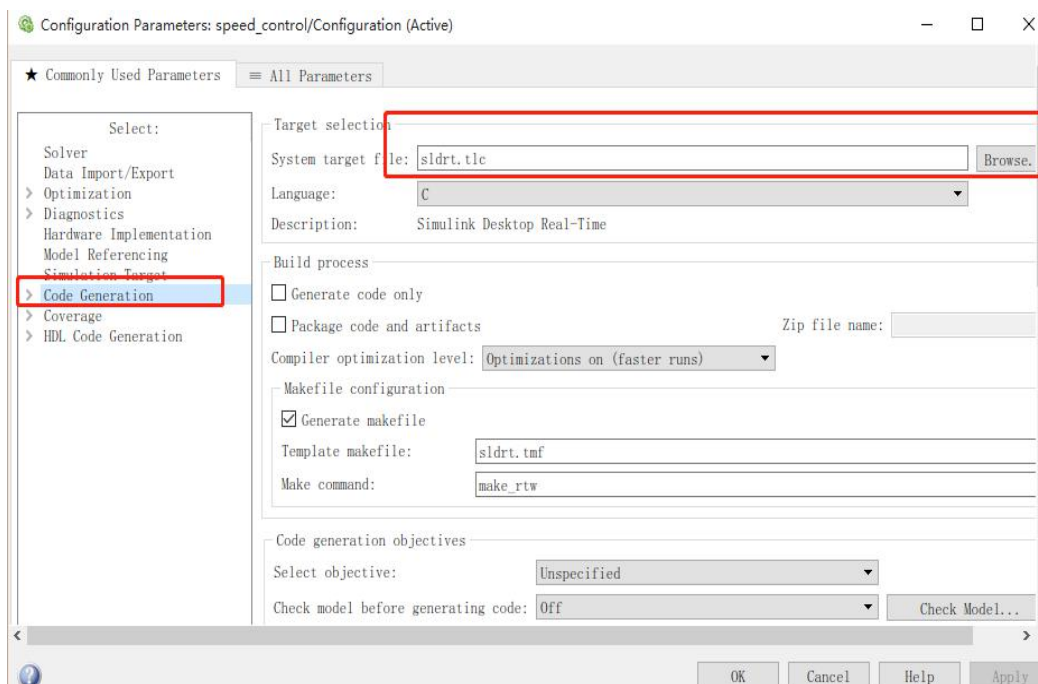 Configuration Parameters: speed_control/Configuration (Active)
★ Commonly Used Parameters
≡ All Parameters
Select:
Solver
Data Import/Export
Optimization
Diagnostics
Hardware Implementation
Model Referencing
Simulation Target
Code Generation
Coverage
HDL Code Generation
Target selection
System target file: sldrt.tlc Browse.
Language: C
Description: Simulink Desktop Real-Time
Build process
Generate code only
Package code and artifacts Zip file name:
Compiler optimization level: Optimizations on (faster runs)
Makefile configuration
Generate makefile
Template makefile: sldrt.tmf
Make command: make_rtw
Code generation objectives
Select objective: Unspecified
Check model before generating code: Off Check Model...
OK Cancel Help Apply